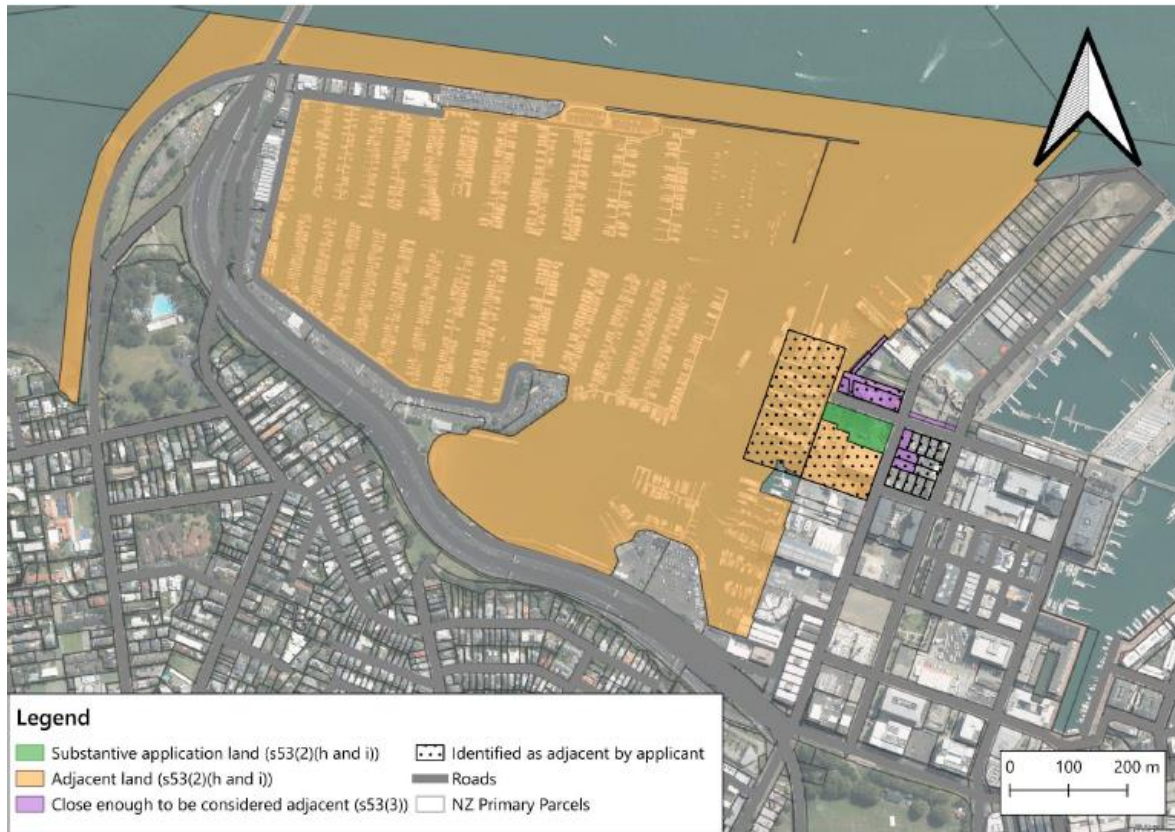 Legend
Substantive application land (s53(2)(h and i))
Adjacent land (s53(2)(h and i))
Close enough to be considered adjacent (s53(3))
Identified as adjacent by applicant
Roads
NZ Primary Parcels
0 100 200 m